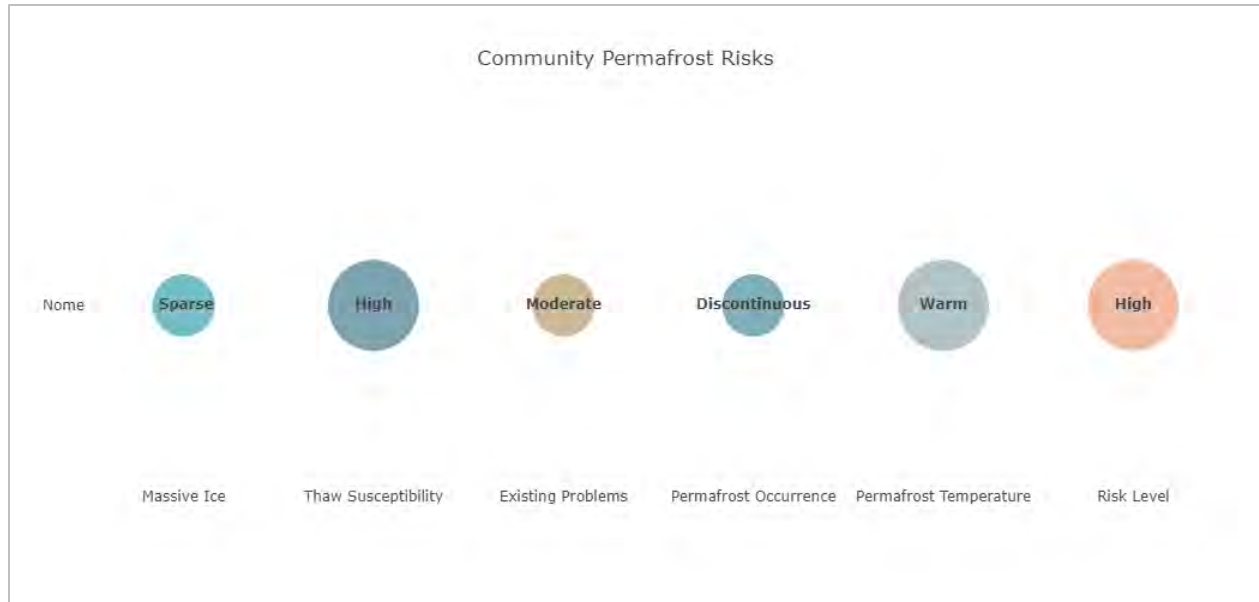 Community Permafrost Risks
Nome Sparse High Moderate Discontinuous Warm High
Massive Ice Thaw Susceptibility Existing Problems Permafrost Occurrence Permafrost Temperature Risk Level